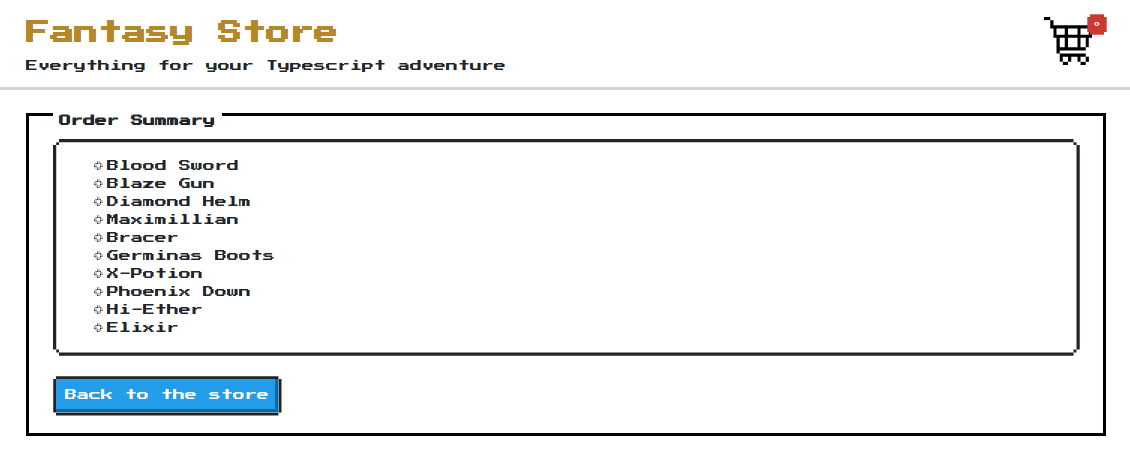 Fantasy Store
0
Everything for your Typescript adventure
Order Summary
Blood Sword
Blaze Gun
Diamond Helm
Maximillian
Bracer
Germinas Boots
X-Potion
Phoenix Down
Hi-Ether
Elixir
Back to the store